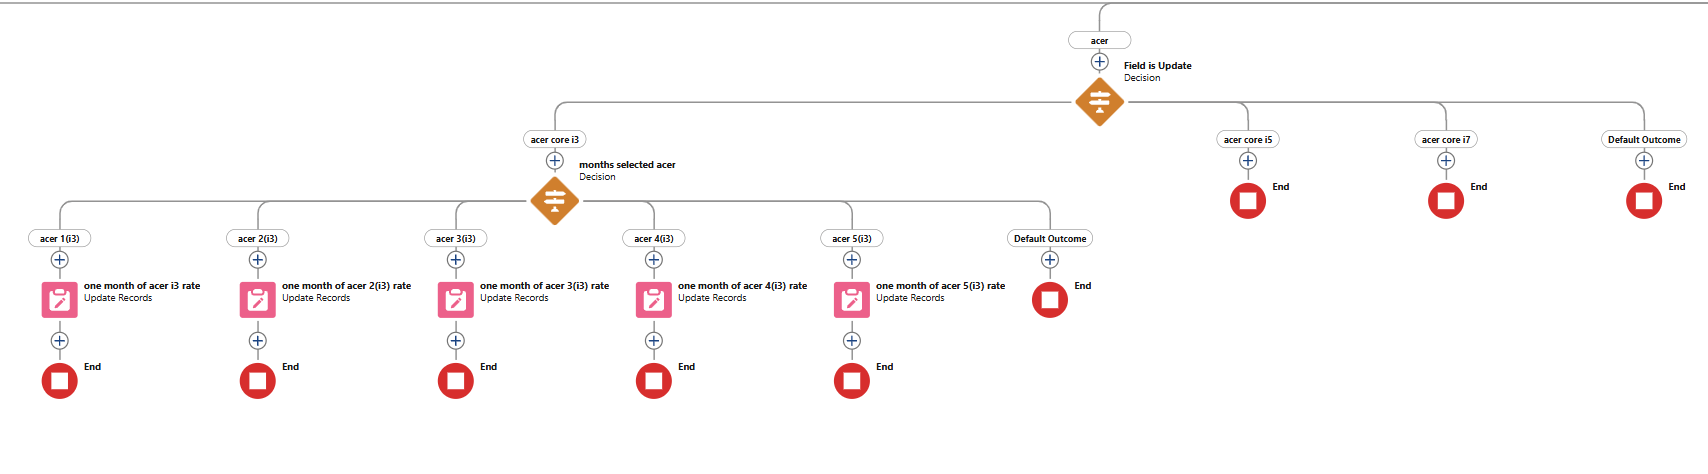 acer
Field is Update
Decision
acer core i3
acer core i5
acer core i7
Default Outcome
months selected acer
Decision
End
End
End
acer 1(i3)
acer 2(i3)
acer 3(i3)
acer 4(i3)
acer 5(i3)
Default Outcome
one month of acer i3 rate
Update Records
one month of acer 2(i3) rate
Update Records
one month of acer 3(i3) rate
Update Records
one month of acer 4(i3) rate
Update Records
one month of acer 5(i3) rate
Update Records
End
End
End
End
End
End